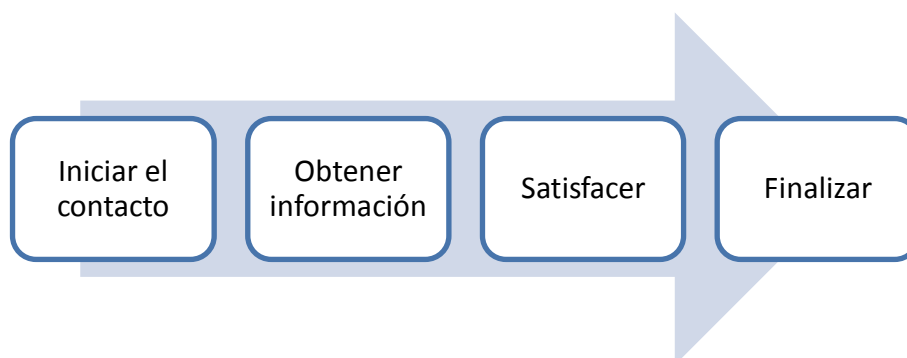 Iniciar el
contacto
Obtener
información
Satisfacer
Finalizar